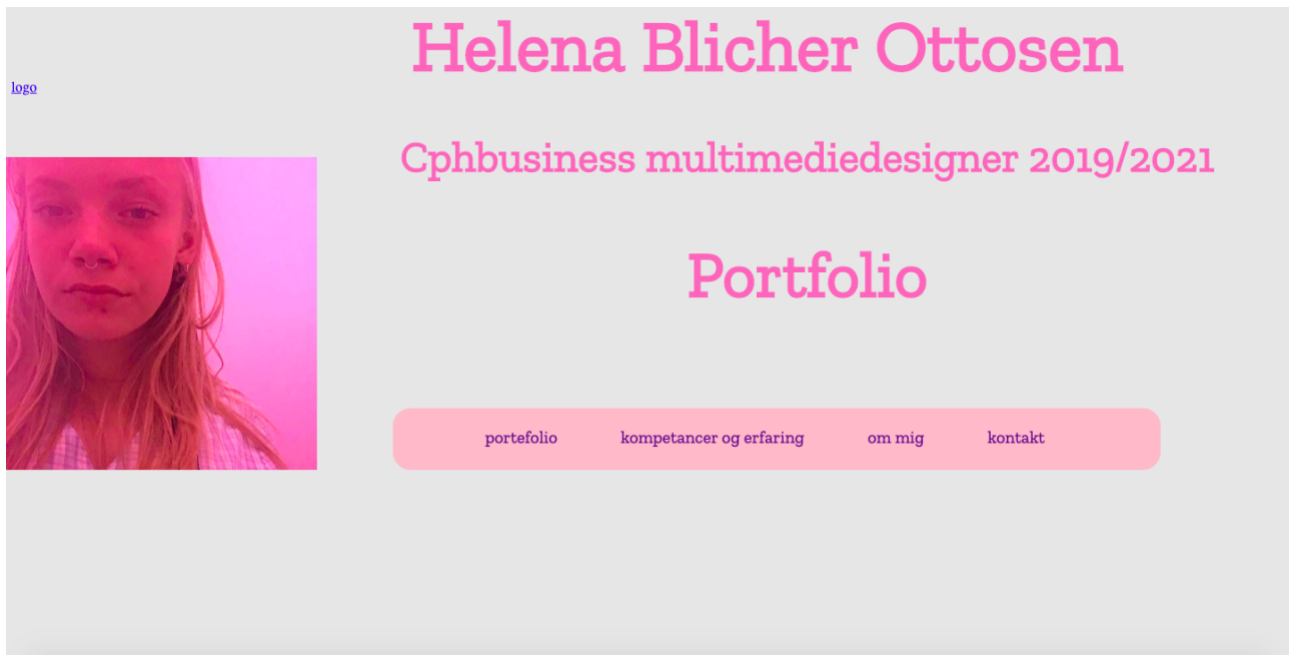 Helena Blicher Ottosen
logo
Cphbusiness multimediedesigner 2019/2021
Portfolio
portefolio kompetancer og erfaring om mig kontakt